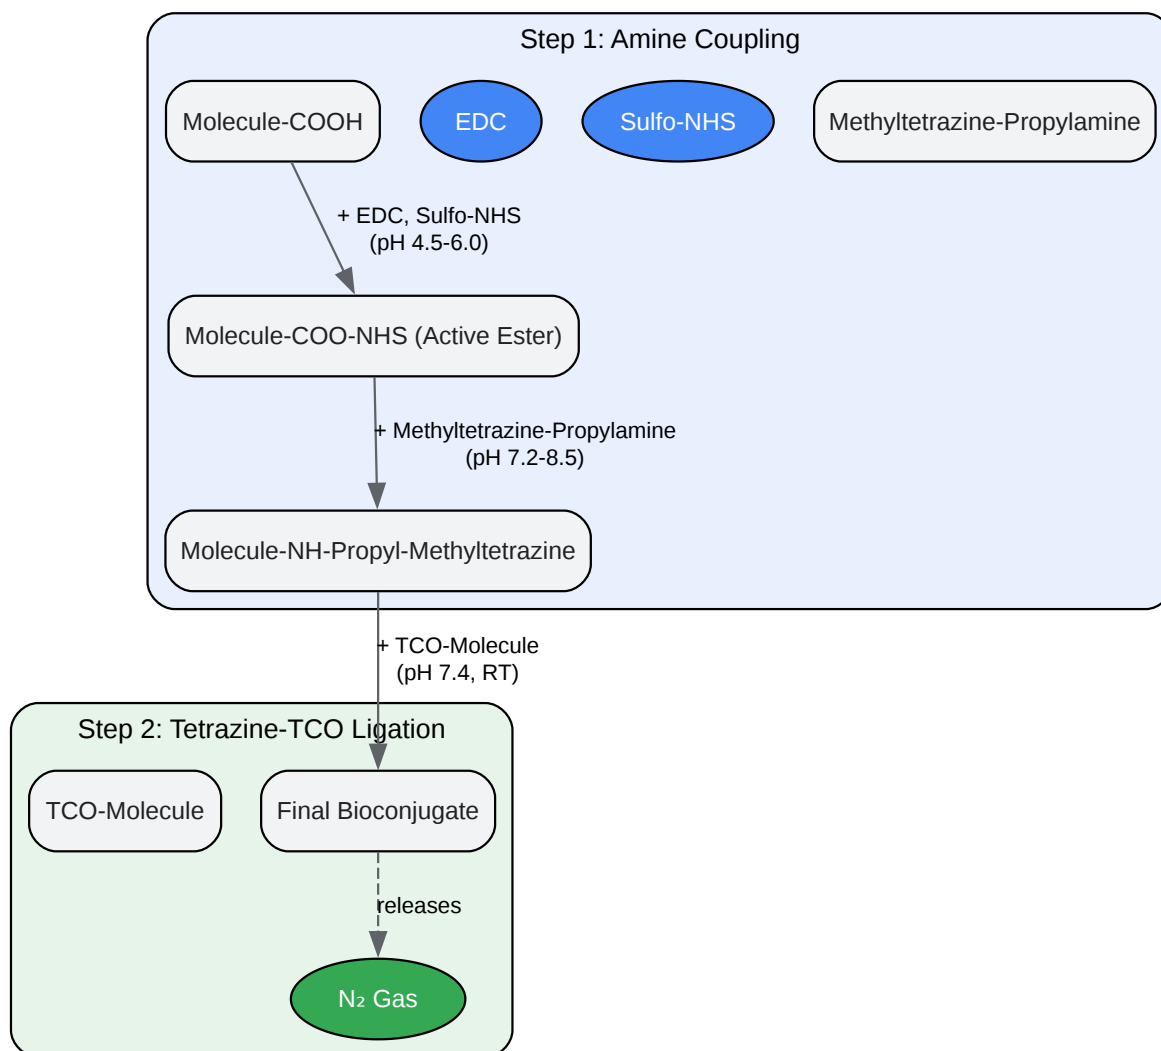 Step 1: Amine Coupling
Molecule-COOH
EDC
Sulfo-NHS
Methyltetrazine-Propylamine
+ EDC, Sulfo-NHS
(pH 4.5-6.0)
Molecule-COO-NHS (Active Ester)
+ Methyltetrazine-Propylamine
(pH 7.2-8.5)
Molecule-NH-Propyl-Methyltetrazine
+ TCO-Molecule
(pH 7.4, RT)
Step 2: Tetrazine-TCO Ligation
TCO-Molecule
Final Bioconjugate
releases
N₂ Gas